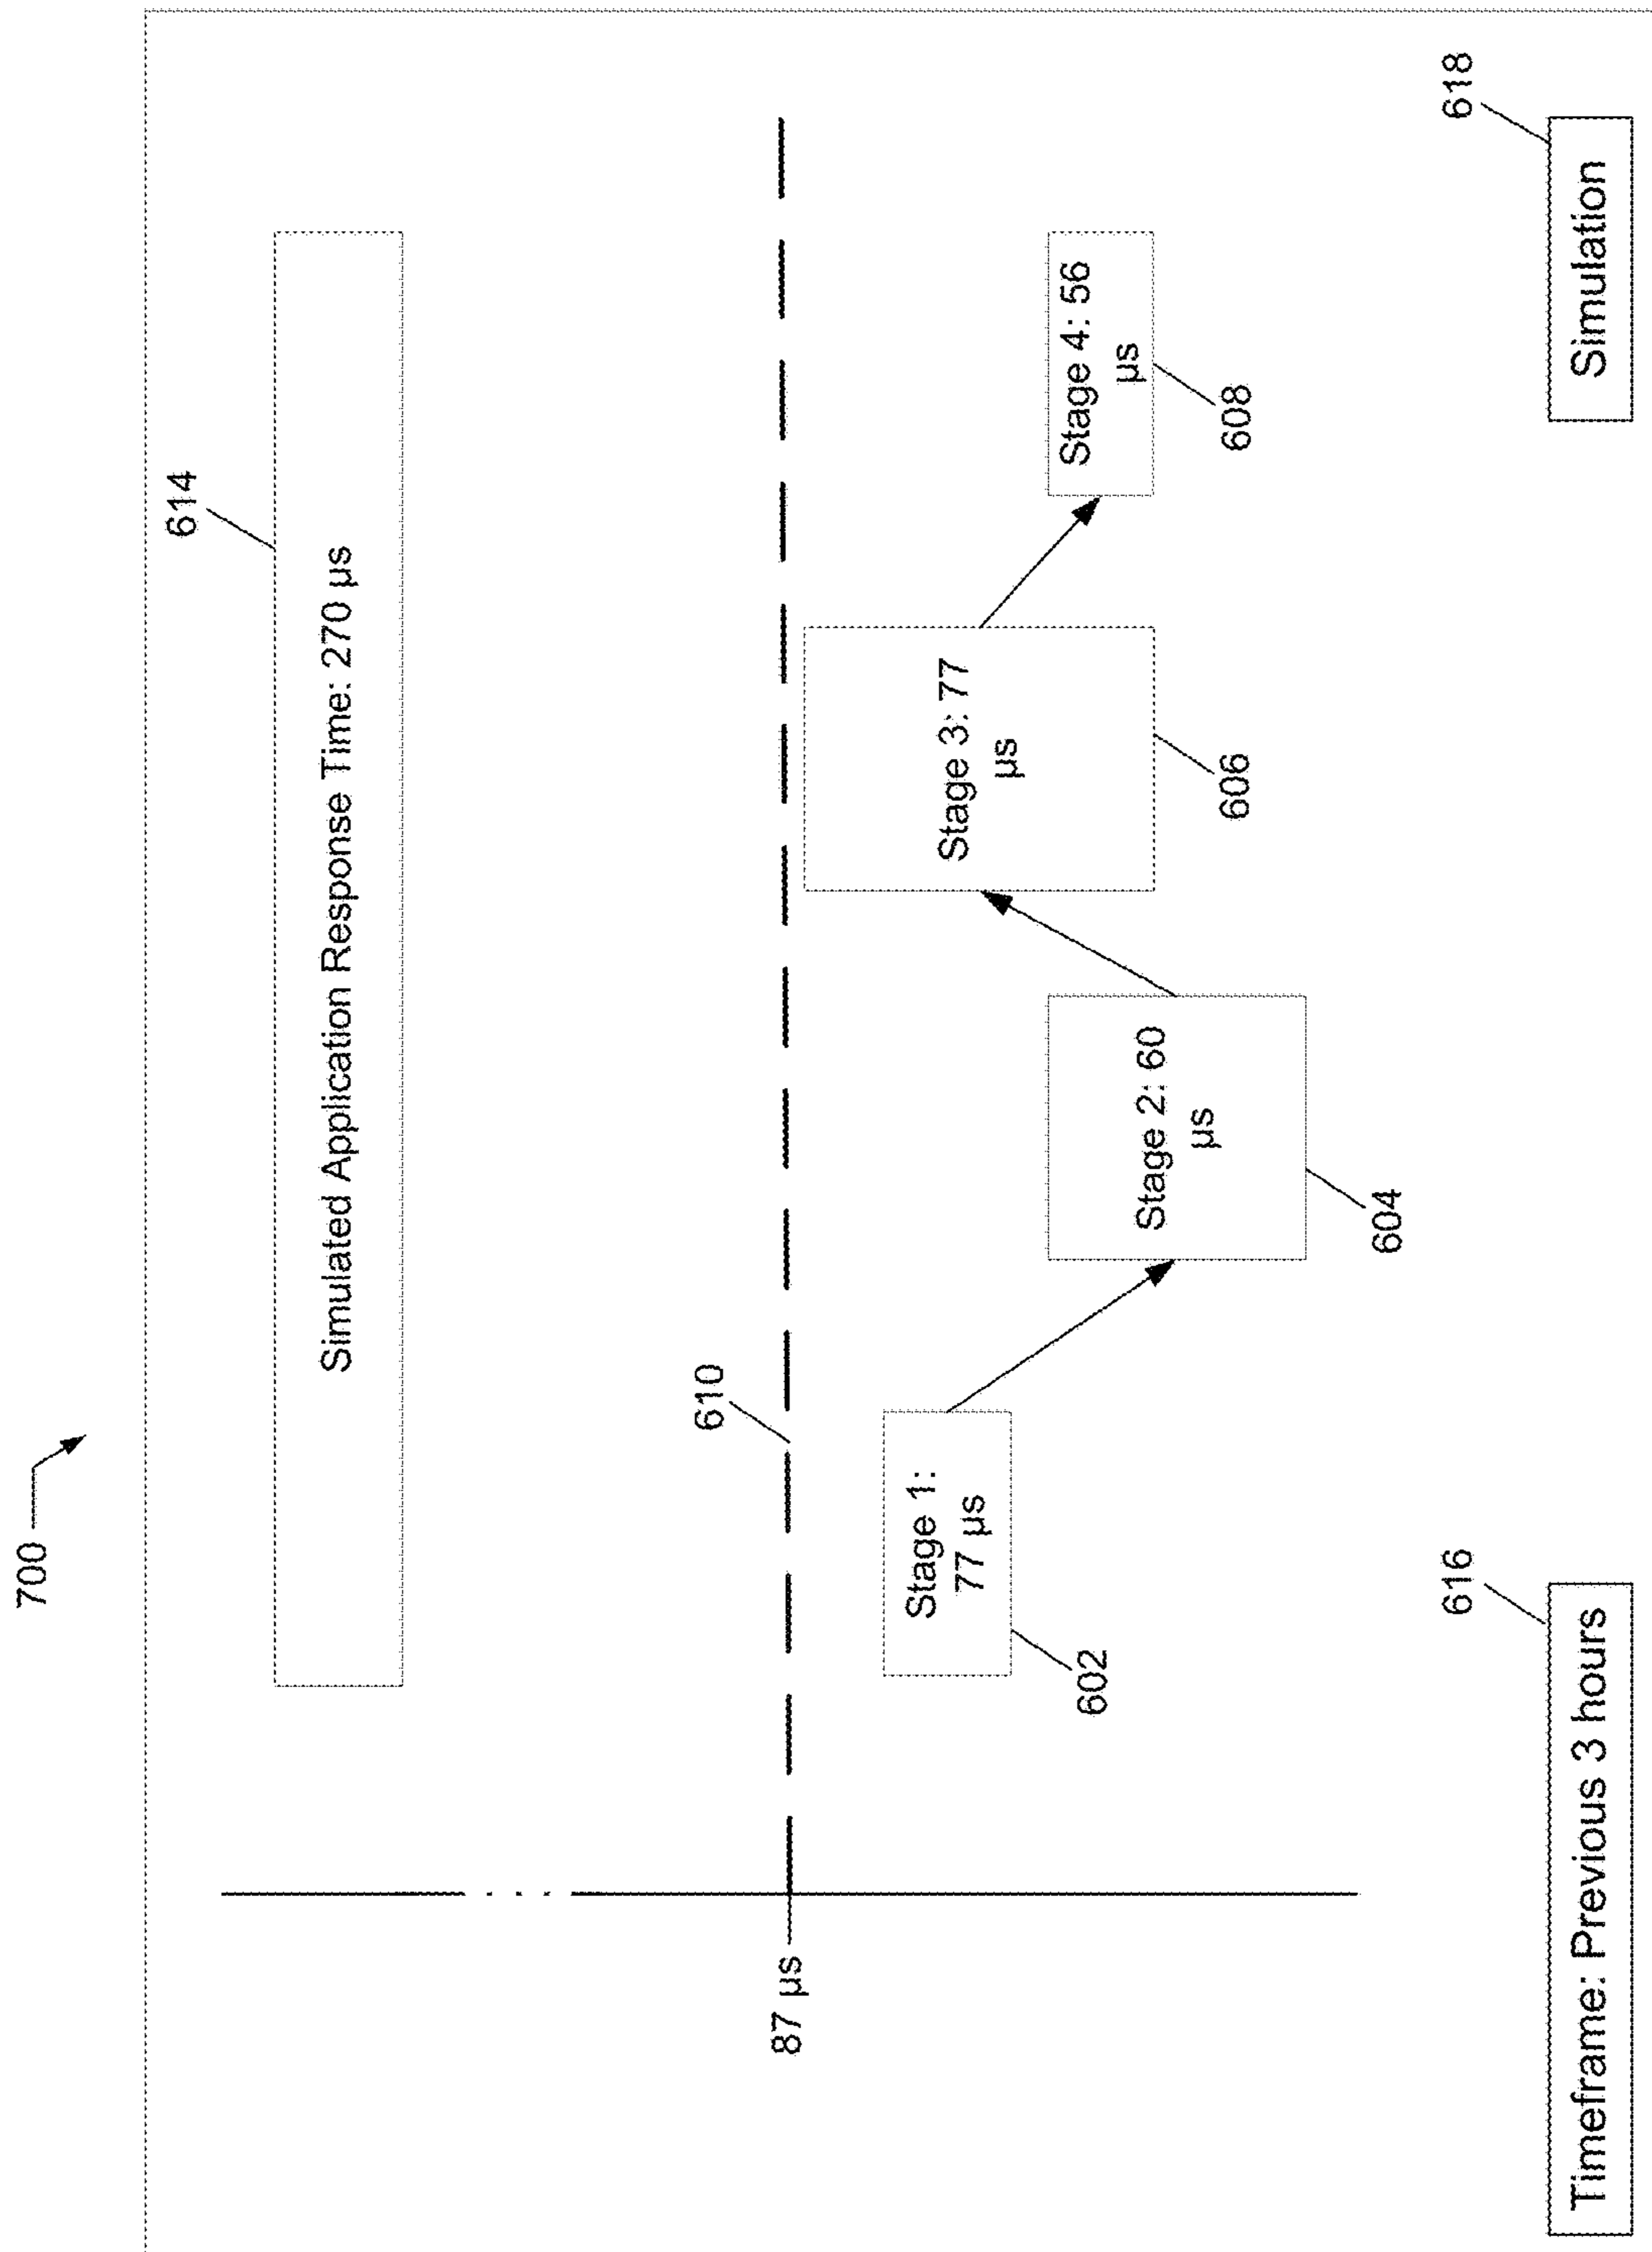 700
614
Simulated Application Response Time: 270 µs
610
87 µs
Stage 1:
77 µs
602
Stage 2: 60
µs
604
Stage 3: 77
µs
606
Stage 4: 56
µs
608
616
Timeframe: Previous 3 hours
618
Simulation